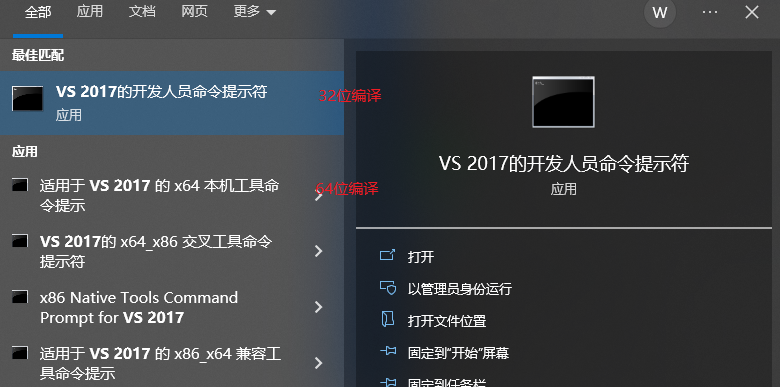 全部 应用 文档 网页 更多 W ... ×
最佳匹配
VS 2017的开发人员命令提示符
应用
32位编译
应用
适用于 VS 2017 的 x64 本机工具命
令提示
64位编译
VS 2017的 x64_x86 交叉工具命令
提示符
x86 Native Tools Command
Prompt for VS 2017
适用于 VS 2017 的 x86_x64 兼容工
具命令提示
VS 2017的开发人员命令提示符
应用
打开
以管理员身份运行
打开文件位置
固定到"开始"屏幕
固定到任务栏